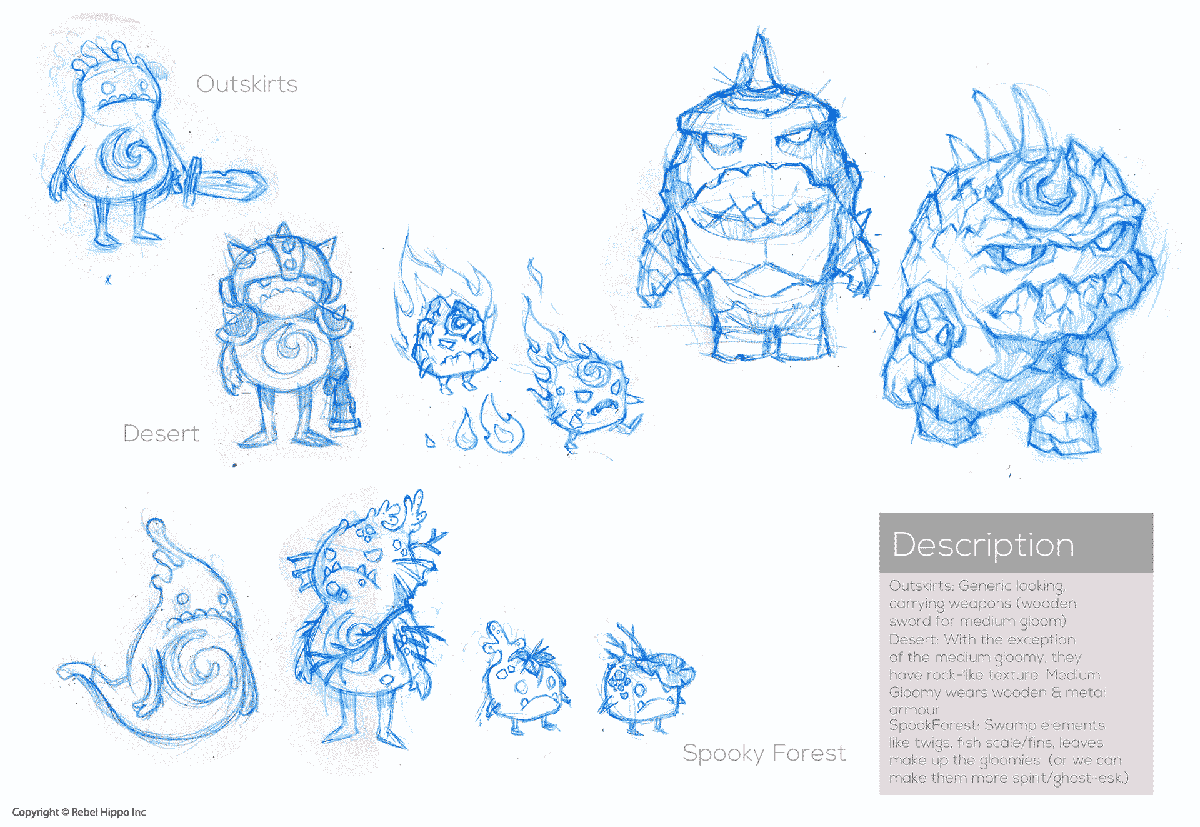 Outskirts
Desert
Spooky Forest
Description
Outskirts: Generic looking,
carrying weapons (wooden
sword for medium gloom)
Desert: With the exception
of the medium gloomy, they
have rock-like texture. Medium
Gloomy wears wooden & metal
armour
SpookForest: Swamp elements
like twigs, fish scale/fins, leaves
make up the gloomies. (or we can
make them more spirit/ghost-esk.)
Copyright © Rebel Hippo Inc